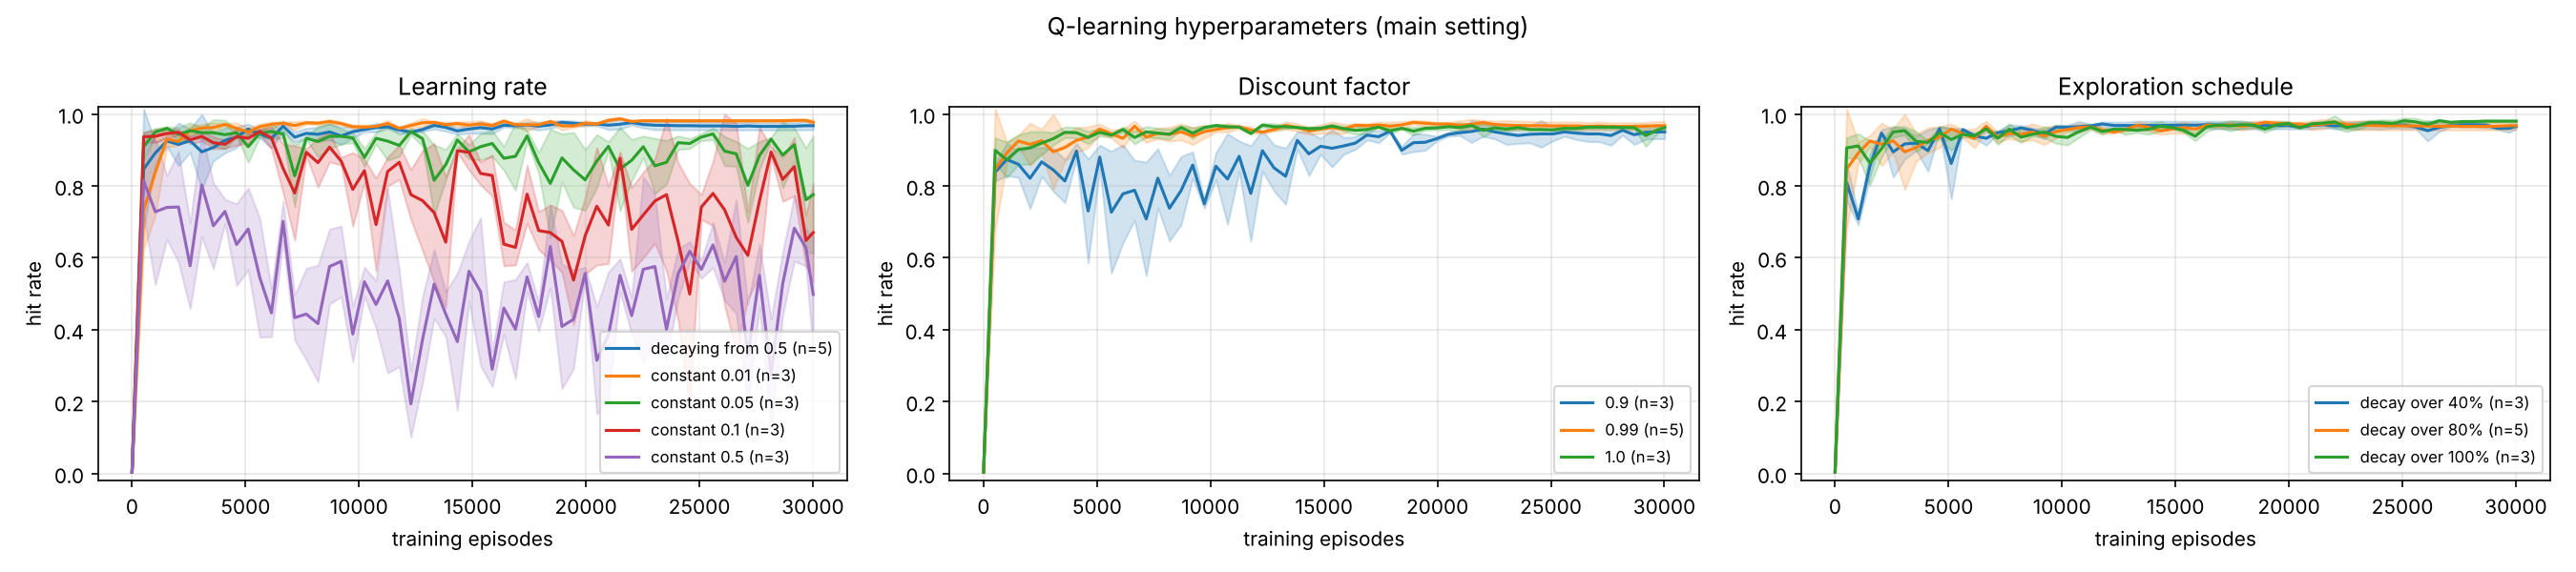 Q-learning hyperparameters (main setting)
Learning rate
hit rate
1.0
0.8
0.6
0.4
0.2
0.0
decaying from 0.5 (n=5)
constant 0.01 (n=3)
constant 0.05 (n=3)
constant 0.1 (n=3)
constant 0.5 (n=3)
0 5000 10000 15000 20000 25000 30000
training episodes
Discount factor
hit rate
1.0
0.8
0.6
0.4
0.2
0.0
0.9 (n=3)
0.99 (n=5)
1.0 (n=3)
0 5000 10000 15000 20000 25000 30000
training episodes
Exploration schedule
hit rate
1.0
0.8
0.6
0.4
0.2
0.0
decay over 40% (n=3)
decay over 80% (n=5)
decay over 100% (n=3)
0 5000 10000 15000 20000 25000 30000
training episodes